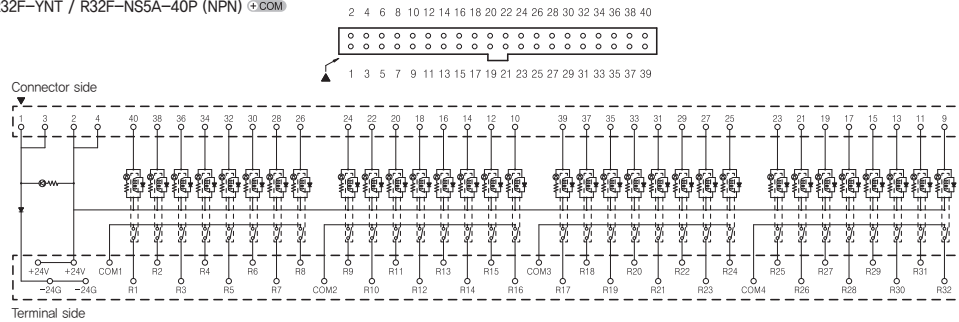 32F-YNT / R32F-NS5A-40P (NPN) + COM
2 4 6 8 10 12 14 16 18 20 22 24 26 28 30 32 34 36 38 40
1 3 5 7 9 11 13 15 17 19 21 23 25 27 29 31 33 35 37 39
Connector side
1 3 2 4 40 38 36 34 32 30 28 26 24 22 20 18 16 14 12 10 39 37 35 33 31 29 27 25 23 21 19 17 15 13 11 9
+24V +24V COM1 R2 R4 R6 R8 R9 R11 R13 R15 COM3 R18 R20 R22 R24 R25 R27 R29 R31
-24G -24G R1 R3 R5 R7 COM2 R10 R12 R14 R16 R17 R19 R21 R23 COM4 R26 R28 R30 R32
Terminal side